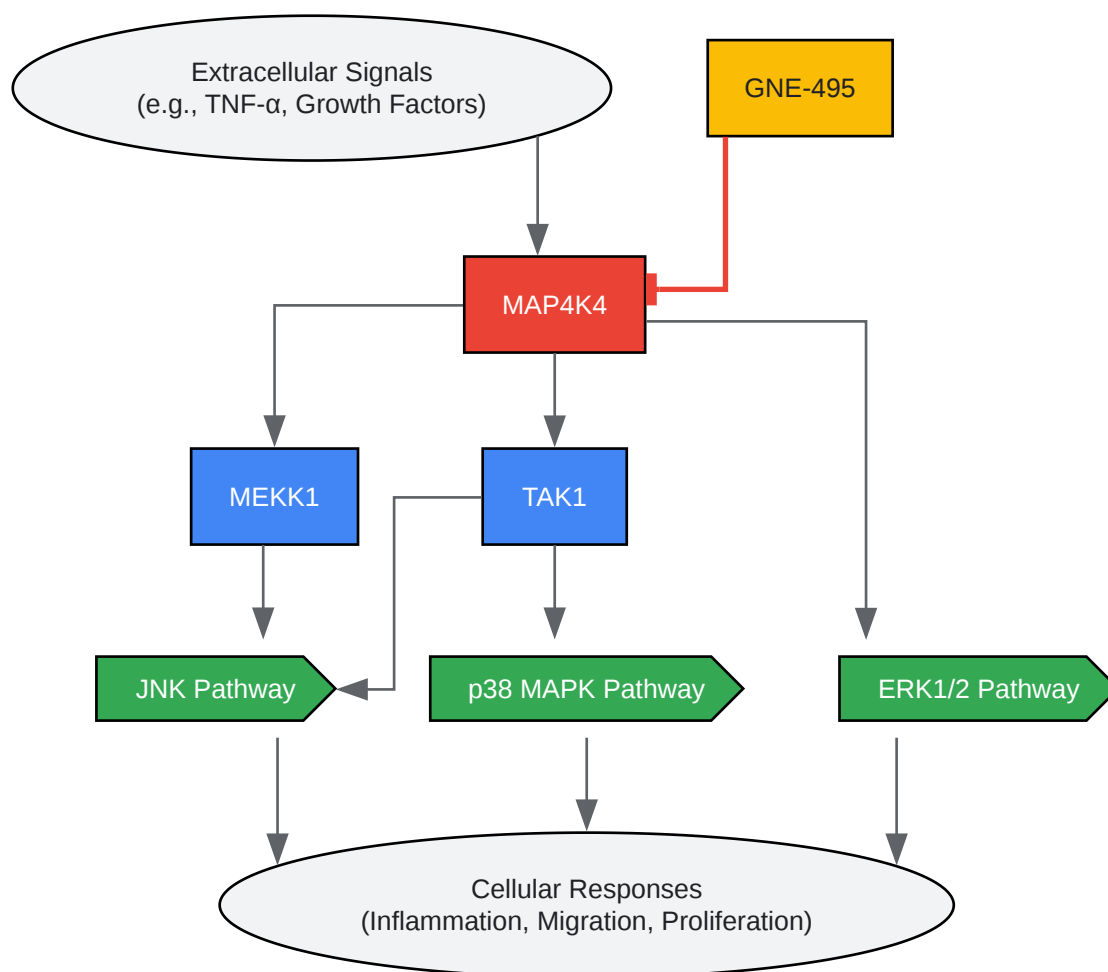 Extracellular Signals
(e.g., TNF-α, Growth Factors)
GNE-495
MAP4K4
MEKK1
TAK1
JNK Pathway
p38 MAPK Pathway
ERK1/2 Pathway
Cellular Responses
(Inflammation, Migration, Proliferation)